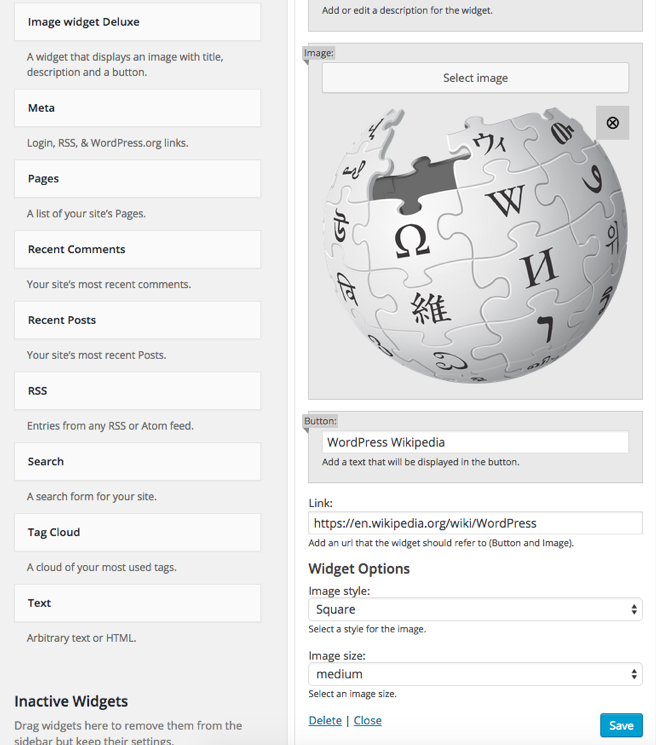 Image widget Deluxe
A widget that displays an image with title,
description and a button.
Meta
Login, RSS, & WordPress.org links.
Pages
A list of your site's Pages.
Recent Comments
Your site's most recent comments.
Recent Posts
Your site's most recent Posts.
RSS
Entries from any RSS or Atom feed.
Search
A search form for your site.
Tag Cloud
A cloud of your most used tags.
Text
Arbitrary text or HTML.
Inactive Widgets
Drag widgets here to remove them from the
sidebar but keep their settings.
Add or edit a description for the widget.
Image:
Select image
ウィ
W
Ω
И
維
위
ר
Button:
WordPress Wikipedia
Add a text that will be displayed in the button.
Link:
https://en.wikipedia.org/wiki/WordPress
Add an url that the widget should refer to (Button and Image).
Widget Options
Image style:
Square
Select a style for the image.
Image size:
medium
Select an image size.
Delete | Close
Save